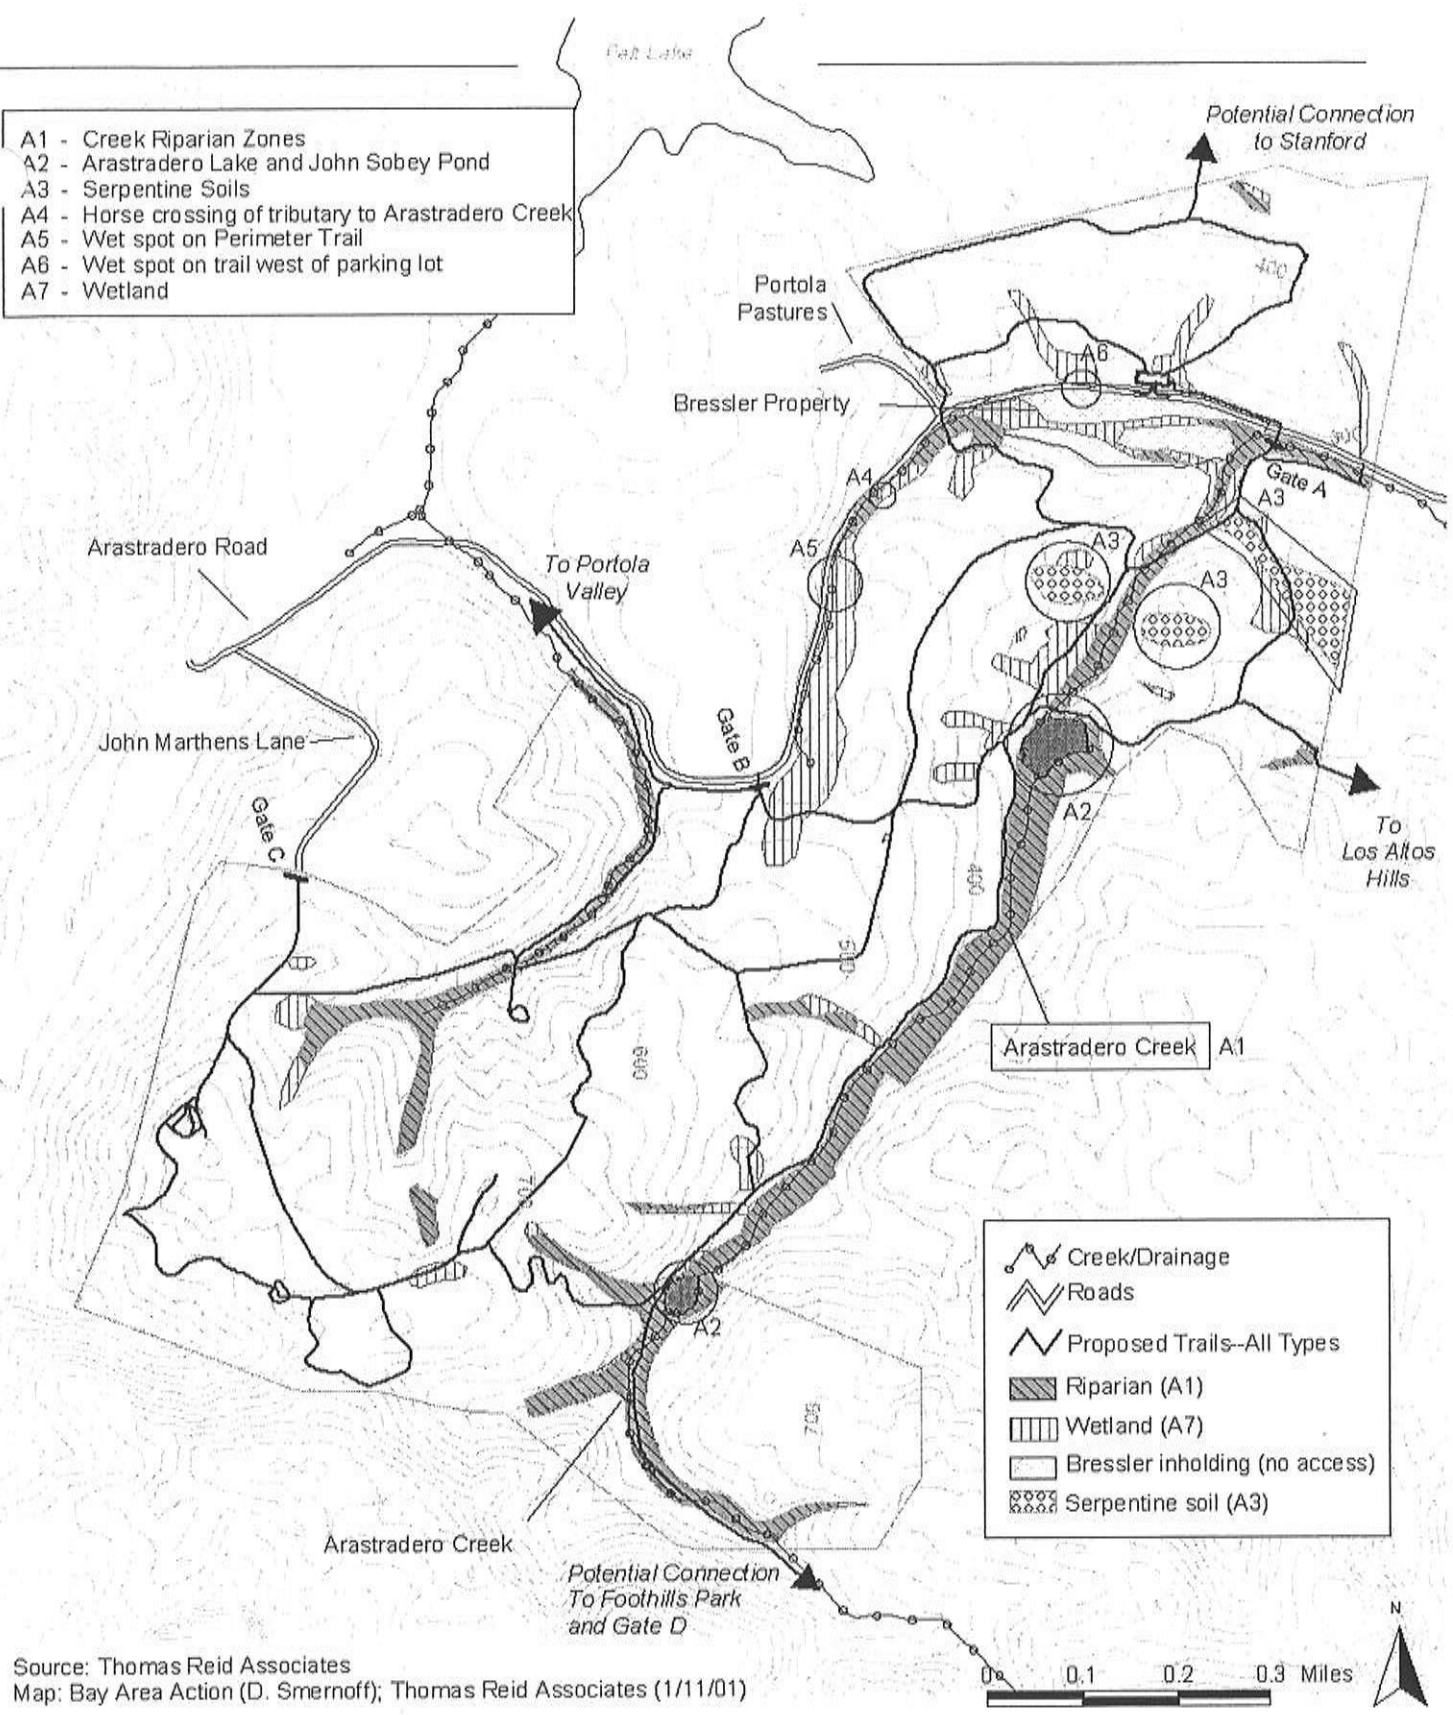 Felt Lake
A1 - Creek Riparian Zones
A2 - Arastradero Lake and John Sobey Pond
A3 - Serpentine Soils
A4 - Horse crossing of tributary to Arastradero Creek
A5 - Wet spot on Perimeter Trail
A6 - Wet spot on trail west of parking lot
A7 - Wetland
Potential Connection
to Stanford
400
Portola
Pastures
A6
Bressler Property
Gate A
A4
A3
Arastradero Road
A5
A3
To Portola
Valley
A3
Gate B
John Marthens Lane
Gate C
A2
To
Los Altos
Hills
400
500
Arastradero Creek
A1
600
700
A2
Creek/Drainage
Roads
Proposed Trails--All Types
Riparian (A1)
Wetland (A7)
Bressler inholding (no access)
Serpentine soil (A3)
Arastradero Creek
Potential Connection
To Foothills Park
and Gate D
N
Source: Thomas Reid Associates
Map: Bay Area Action (D. Smernoff); Thomas Reid Associates (1/11/01)
0 0.1 0.2 0.3 Miles